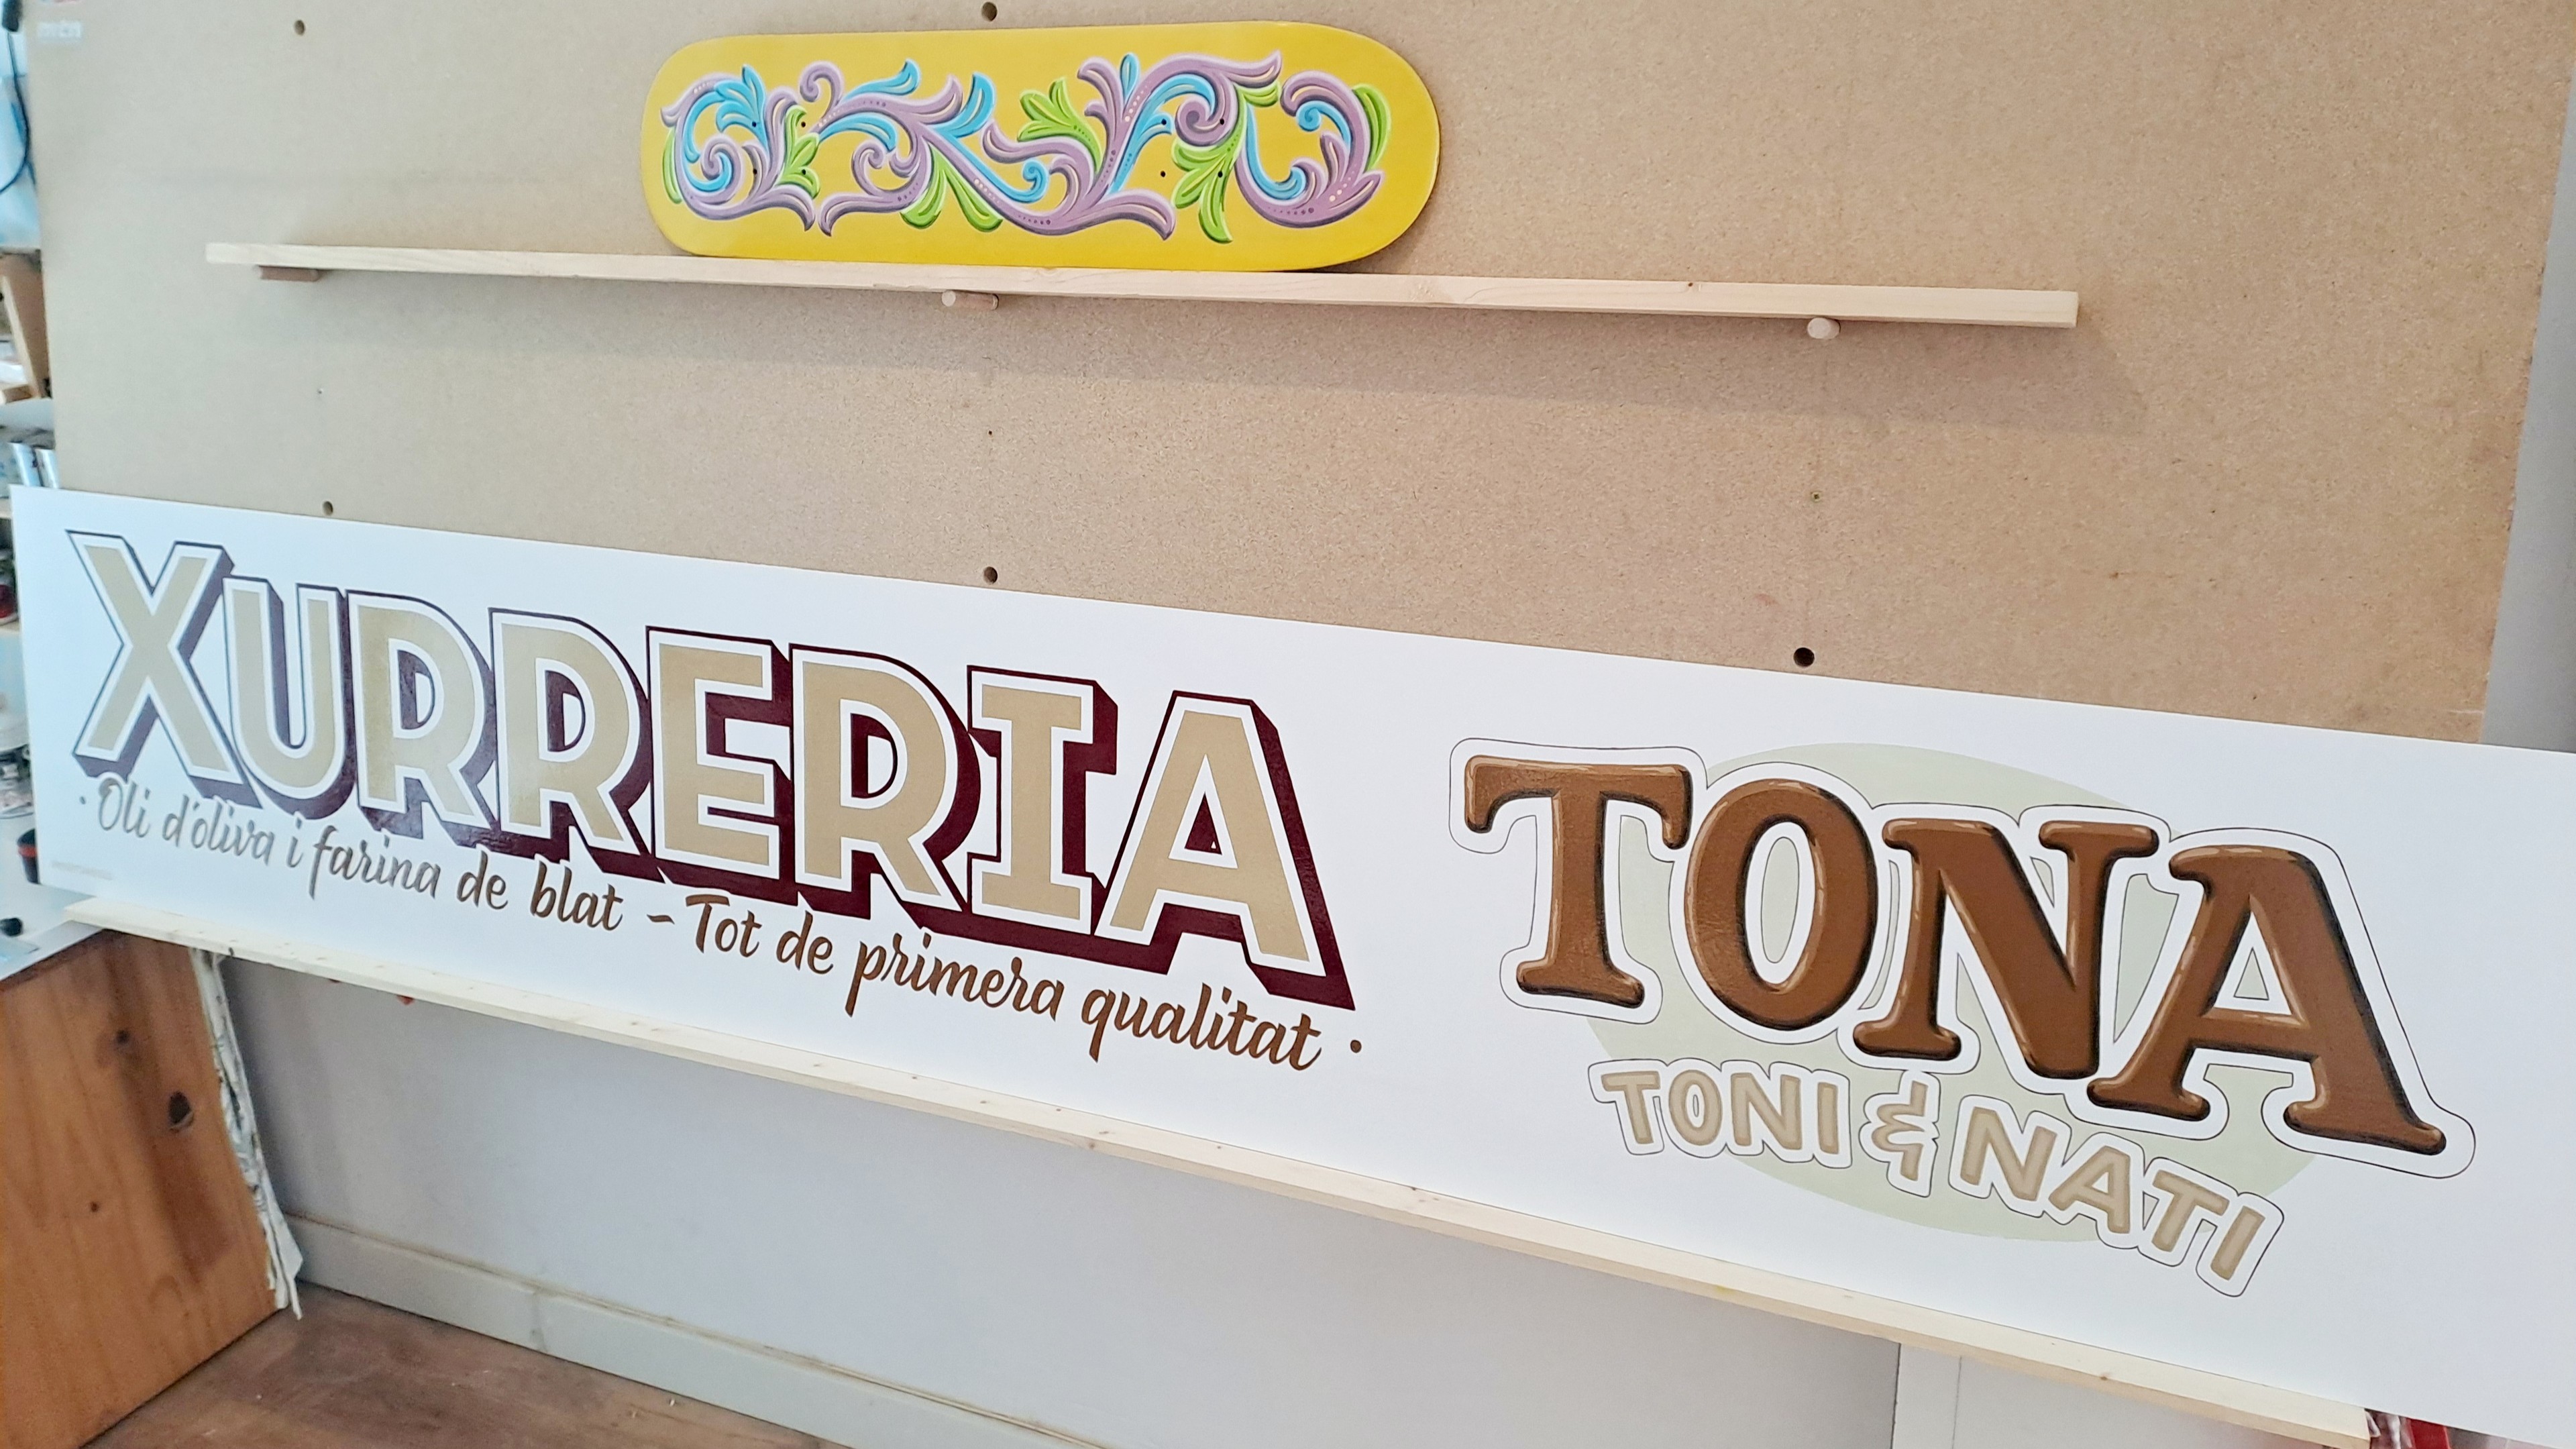 XURRERIA
· Oli d'oliva i farina de blat ~ Tot de primera qualitat ·
TONA
TONI & NATI